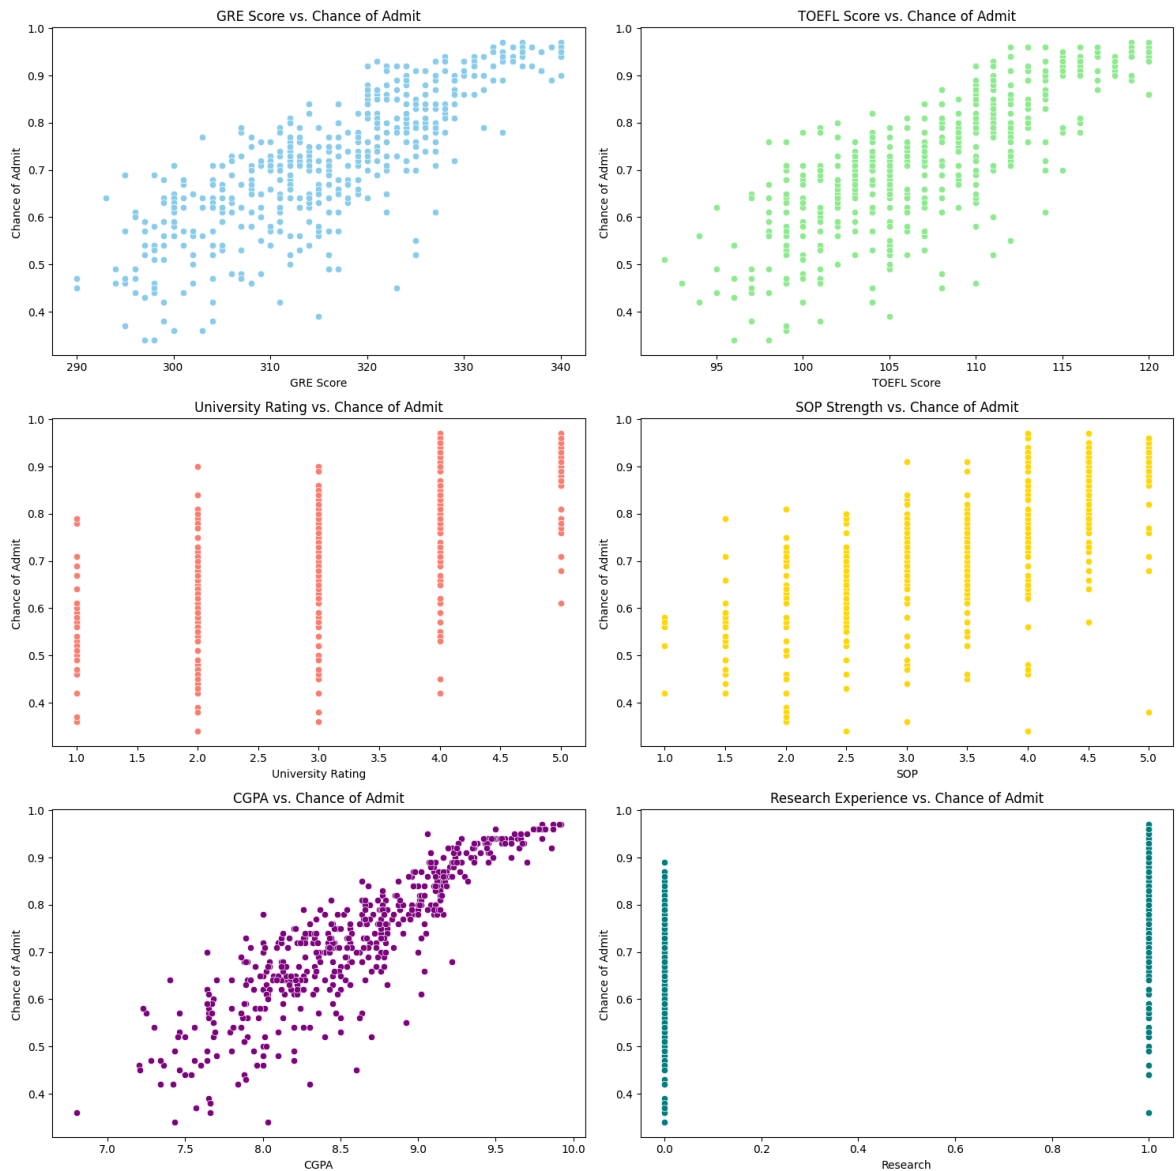 GRE Score vs. Chance of Admit
1.0
0.9
0.8
0.7
0.6
0.5
0.4
Chance of Admit
290 300 310 320 330 340
GRE Score
TOEFL Score vs. Chance of Admit
1.0
0.9
0.8
0.7
0.6
0.5
0.4
Chance of Admit
95 100 105 110 115 120
TOEFL Score
University Rating vs. Chance of Admit
1.0
0.9
0.8
0.7
0.6
0.5
0.4
Chance of Admit
1.0 1.5 2.0 2.5 3.0 3.5 4.0 4.5 5.0
University Rating
SOP Strength vs. Chance of Admit
1.0
0.9
0.8
0.7
0.6
0.5
0.4
Chance of Admit
1.0 1.5 2.0 2.5 3.0 3.5 4.0 4.5 5.0
SOP
CGPA vs. Chance of Admit
1.0
0.9
0.8
0.7
0.6
0.5
0.4
Chance of Admit
7.0 7.5 8.0 8.5 9.0 9.5 10.0
CGPA
Research Experience vs. Chance of Admit
1.0
0.9
0.8
0.7
0.6
0.5
0.4
Chance of Admit
0.0 0.2 0.4 0.6 0.8 1.0
Research